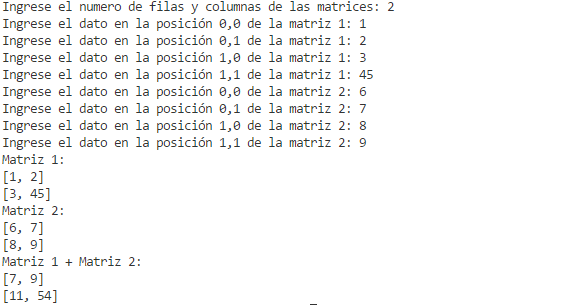 Ingrese el numero de filas y columnas de las matrices: 2
Ingrese el dato en la posición 0,0 de la matriz 1: 1
Ingrese el dato en la posición 0,1 de la matriz 1: 2
Ingrese el dato en la posición 1,0 de la matriz 1: 3
Ingrese el dato en la posición 1,1 de la matriz 1: 45
Ingrese el dato en la posición 0,0 de la matriz 2: 6
Ingrese el dato en la posición 0,1 de la matriz 2: 7
Ingrese el dato en la posición 1,0 de la matriz 2: 8
Ingrese el dato en la posición 1,1 de la matriz 2: 9
Matriz 1:
[1, 2]
[3, 45]
Matriz 2:
[6, 7]
[8, 9]
Matriz 1 + Matriz 2:
[7, 9]
[11, 54]